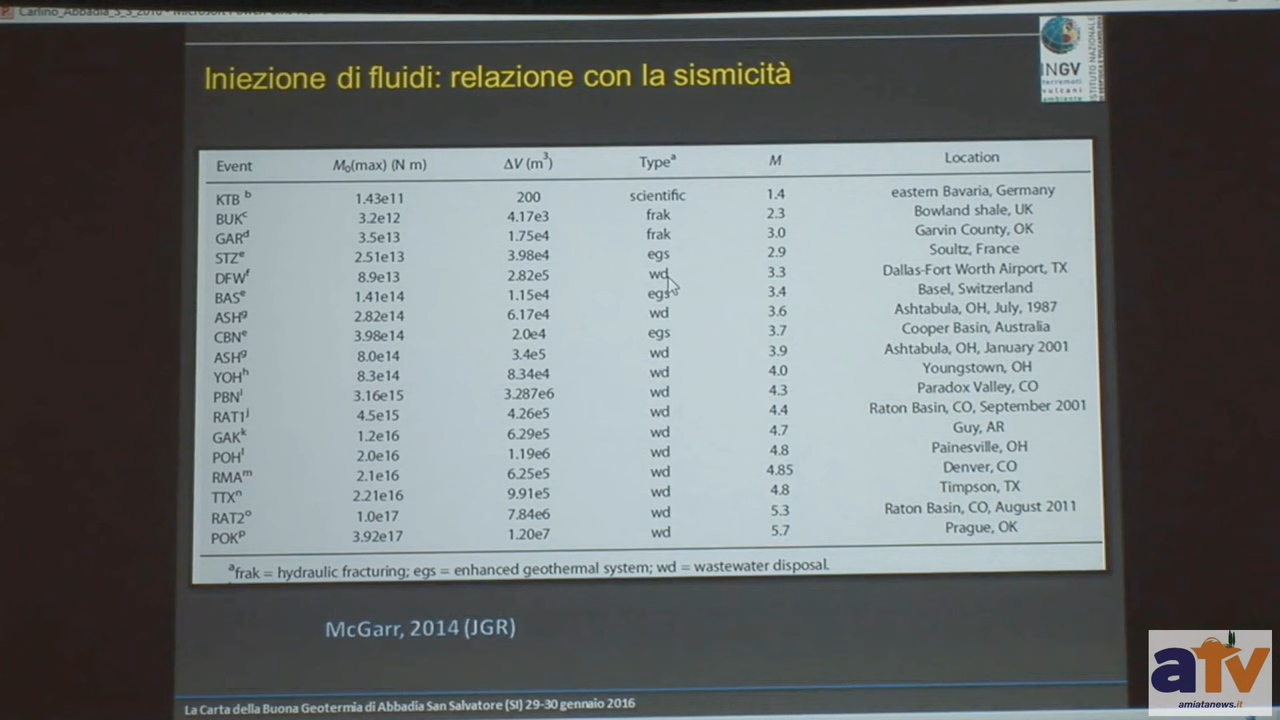 Iniezione di fluidi: relazione con la sismicità
INGV
terremoti
vulcani
ambiente
Event M₀(max) (N m) ΔV (m³) Typeᵃ M Location
KTB ᵇ 1.43e11 200 scientific 1.4 eastern Bavaria, Germany
BUKᶜ 3.2e12 4.17e3 frak 2.3 Bowland shale, UK
GARᵈ 3.5e13 1.75e4 frak 3.0 Garvin County, OK
STZᵉ 2.51e13 3.98e4 egs 2.9 Soultz, France
DFWᶠ 8.9e13 2.82e5 wd 3.3 Dallas-Fort Worth Airport, TX
BASᵉ 1.41e14 1.15e4 egs 3.4 Basel, Switzerland
ASHᵍ 2.82e14 6.17e4 wd 3.6 Ashtabula, OH, July, 1987
CBNᵉ 3.98e14 2.0e4 egs 3.7 Cooper Basin, Australia
ASHᵍ 8.0e14 3.4e5 wd 3.9 Ashtabula, OH, January 2001
YOHʰ 8.3e14 8.34e4 wd 4.0 Youngstown, OH
PBNⁱ 3.16e15 3.287e6 wd 4.3 Paradox Valley, CO
RAT1ʲ 4.5e15 4.26e5 wd 4.4 Raton Basin, CO, September 2001
GAKᵏ 1.2e16 6.29e5 wd 4.7 Guy, AR
POHˡ 2.0e16 1.19e6 wd 4.8 Painesville, OH
RMAᵐ 2.1e16 6.25e5 wd 4.85 Denver, CO
TTXⁿ 2.21e16 9.91e5 wd 4.8 Timpson, TX
RAT2ᵒ 1.0e17 7.84e6 wd 5.3 Raton Basin, CO, August 2011
POKᵖ 3.92e17 1.20e7 wd 5.7 Prague, OK
ᵃfrak = hydraulic fracturing; egs = enhanced geothermal system; wd = wastewater disposal.
McGarr, 2014 (JGR)
La Carta della Buona Geotermia di Abbadia San Salvatore (SI) 29-30 gennaio 2016
aTv
amiatanews.it